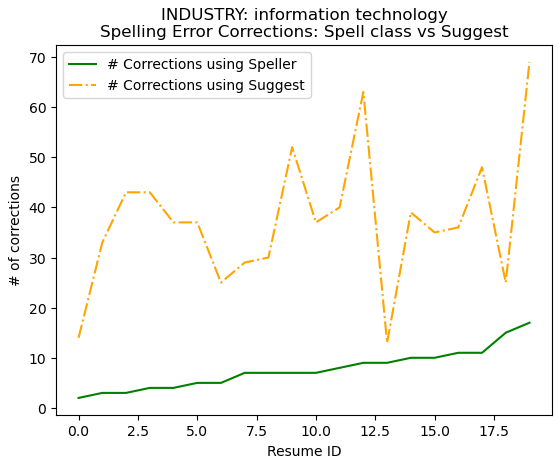 INDUSTRY: information technology
Spelling Error Corrections: Spell class vs Suggest
# Corrections using Speller
# Corrections using Suggest
# of corrections
70
60
50
40
30
20
10
0
0.0 2.5 5.0 7.5 10.0 12.5 15.0 17.5
Resume ID